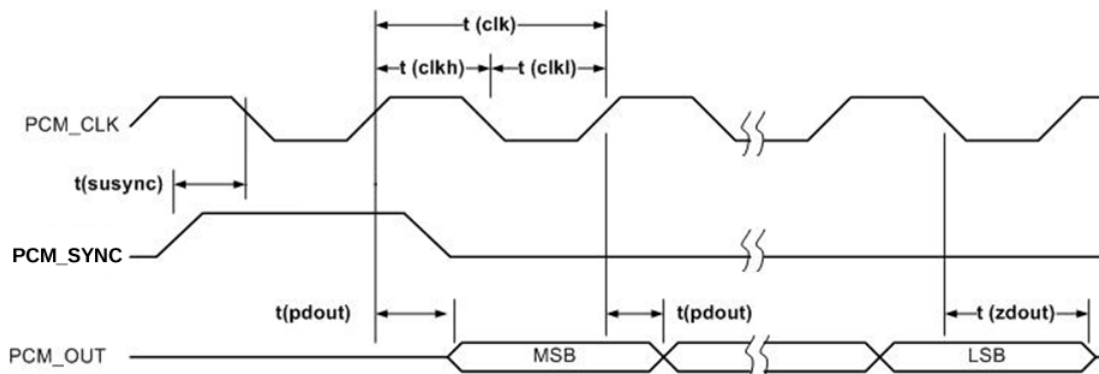 t (clk)
t (clkh)
t (clkl)
PCM_CLK
t(susync)
PCM_SYNC
t(pdout)
t(pdout)
t (zdout)
PCM_OUT
MSB
LSB